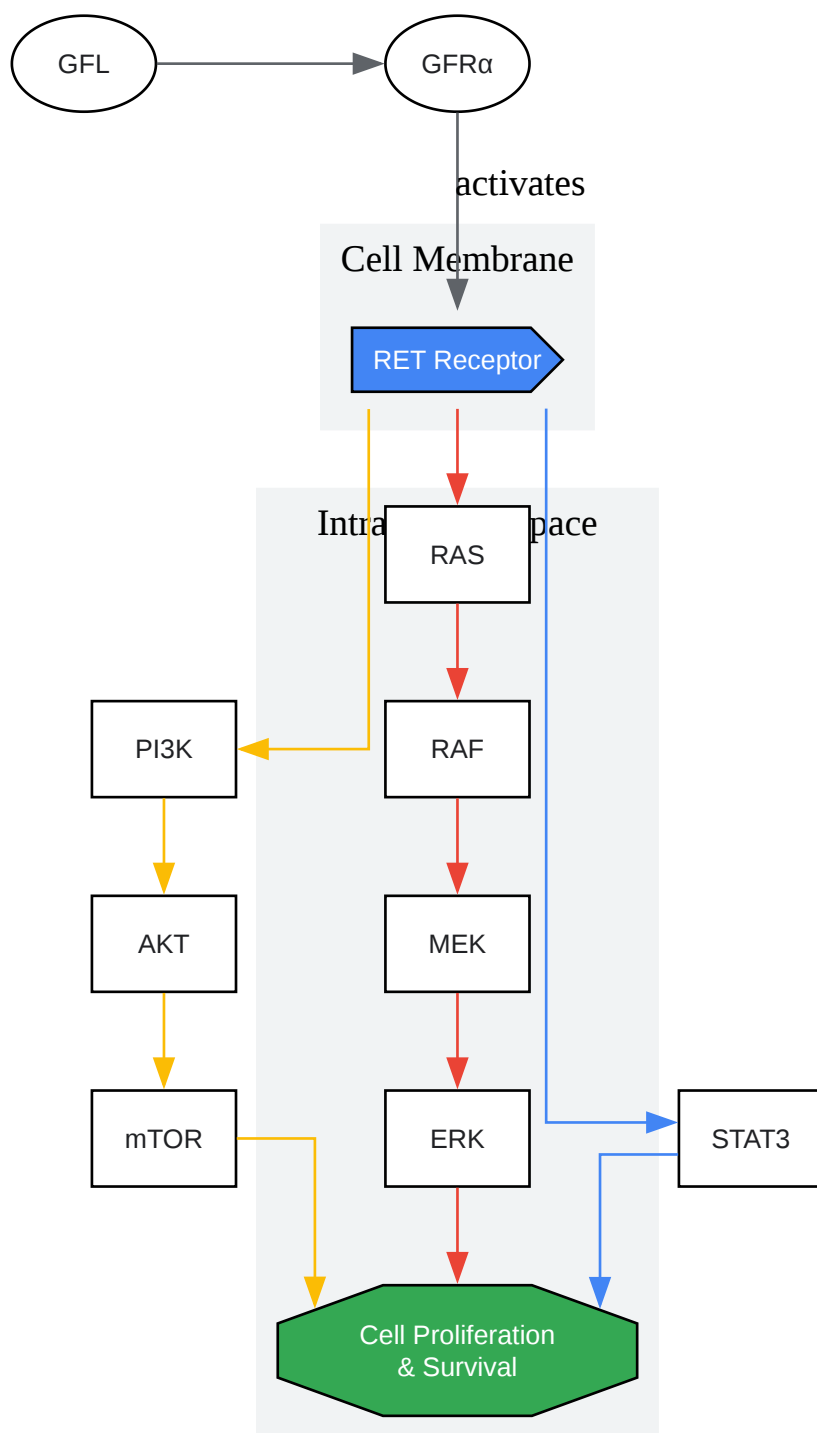 GFL
GFRα
activates
Cell Membrane
RET Receptor
RAS
PI3K
RAF
AKT
MEK
mTOR
ERK
STAT3
Cell Proliferation
& Survival